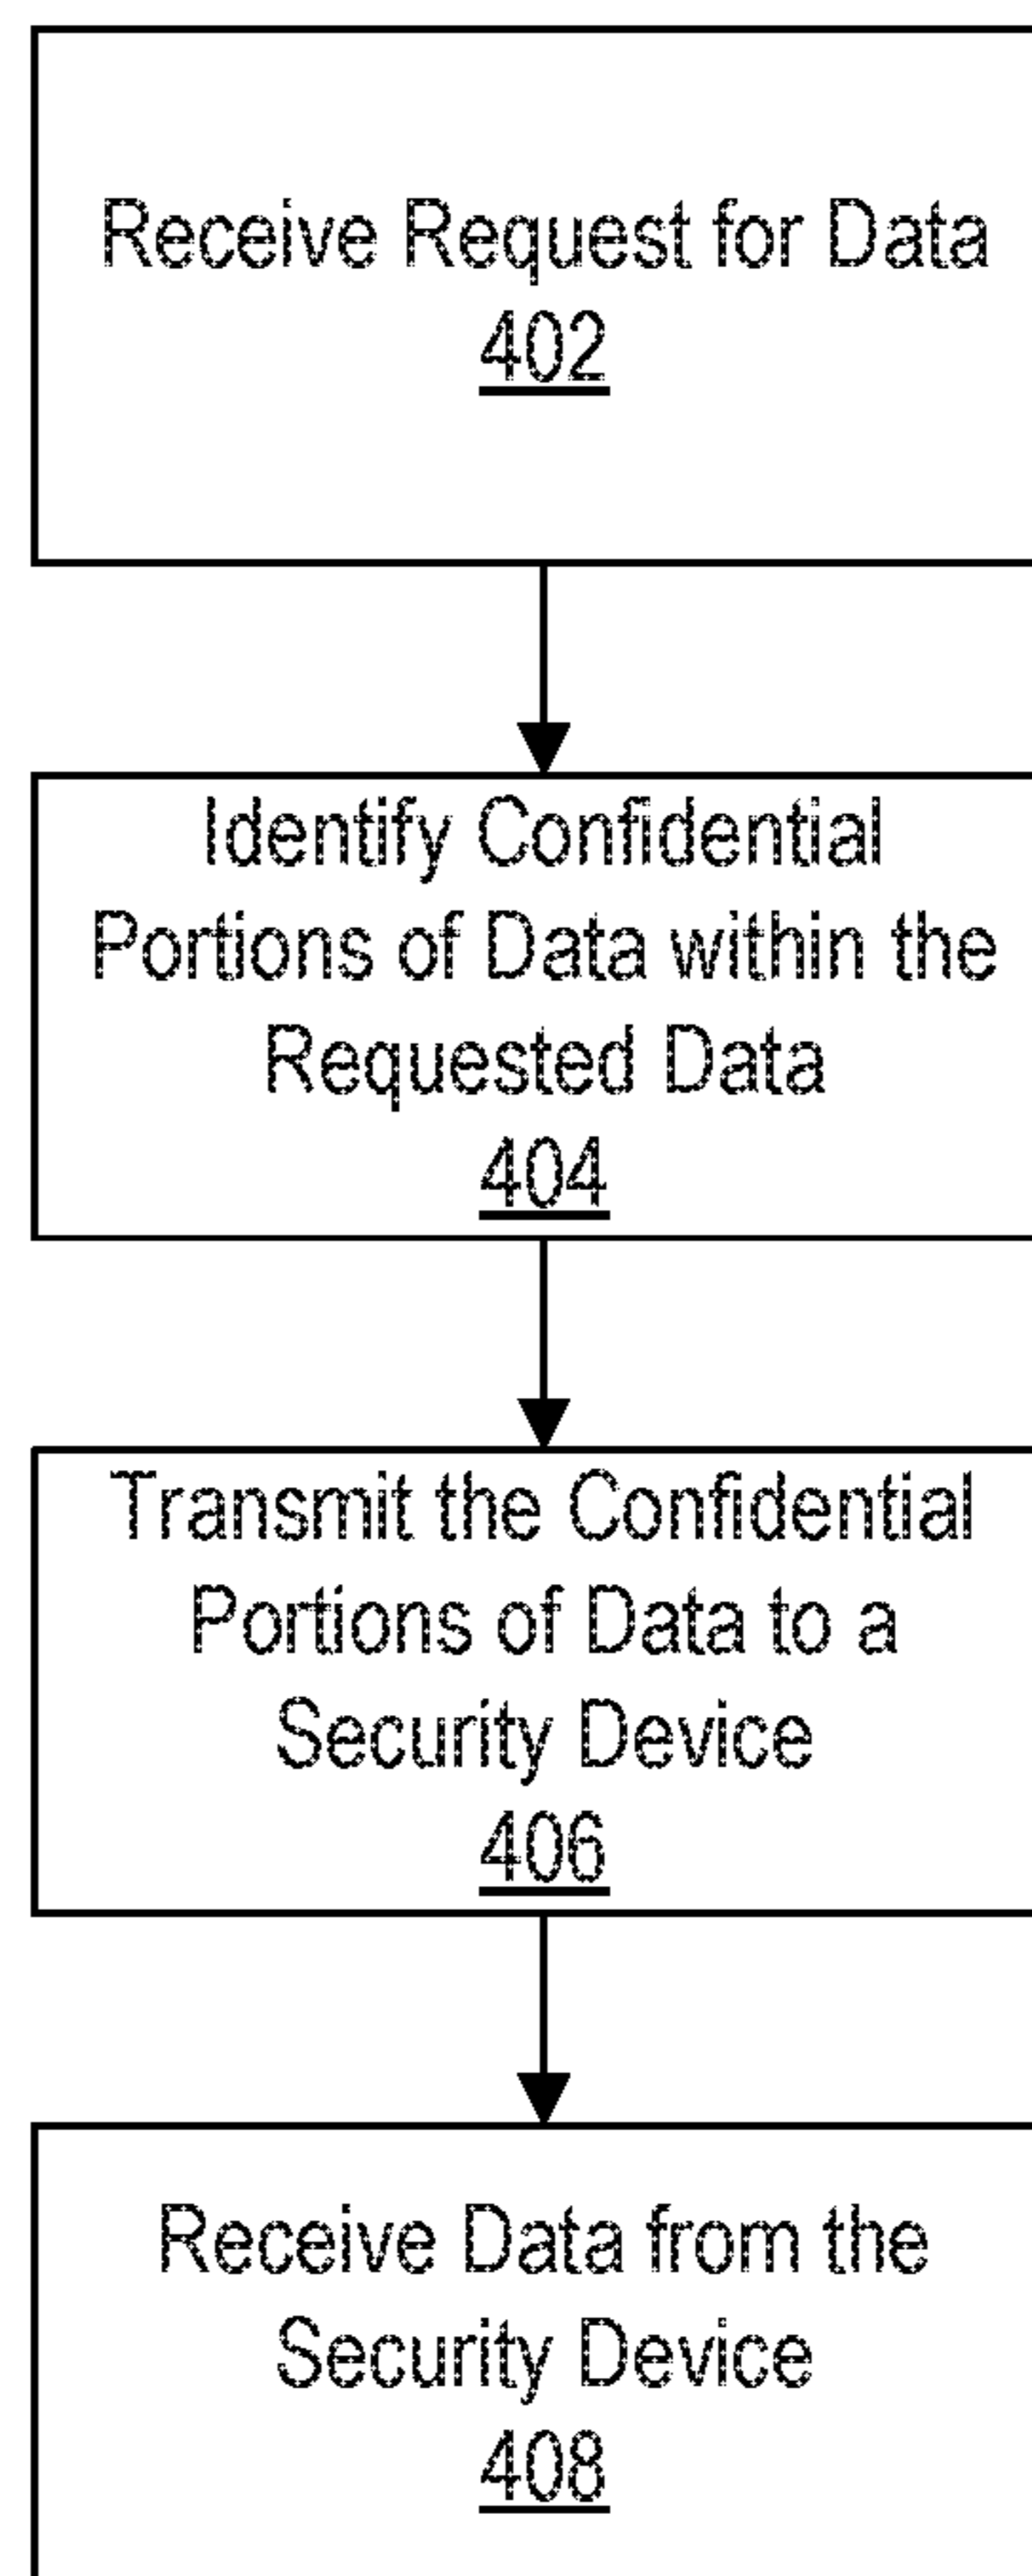 Receive Request for Data
402
Identify Confidential
Portions of Data within the
Requested Data
404
Transmit the Confidential
Portions of Data to a
Security Device
406
Receive Data from the
Security Device
408